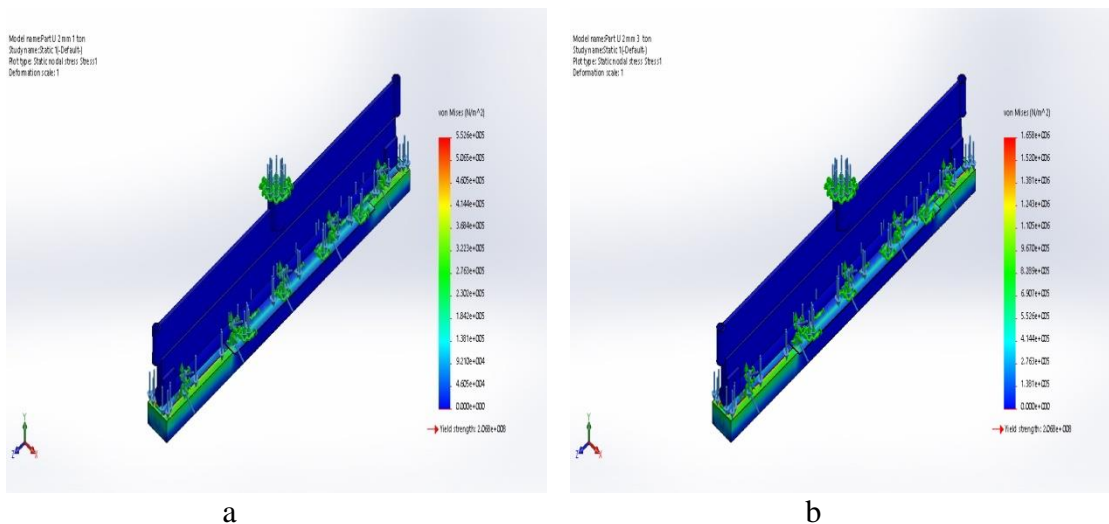 Model name:Part U 2 mm 1 ton
Study name:Static 1(-Default-)
Plot type: Static nodal stress Stress1
Deformation scale: 1
von Mises (N/m^2)
5.526e+005
5.065e+005
4.605e+005
4.144e+005
3.684e+005
3.223e+005
2.763e+005
2.302e+005
1.842e+005
1.381e+005
9.210e+004
4.605e+004
0.000e+000
Yield strength: 2.068e+008
Y
Z
X
a
Model name:Part U 2 mm 3 ton
Study name:Static 1(-Default-)
Plot type: Static nodal stress Stress1
Deformation scale: 1
von Mises (N/m^2)
1.658e+006
1.520e+006
1.381e+006
1.243e+006
1.105e+006
9.670e+005
8.289e+005
6.907e+005
5.526e+005
4.144e+005
2.763e+005
1.381e+005
0.000e+000
Yield strength: 2.068e+008
Y
Z
X
b